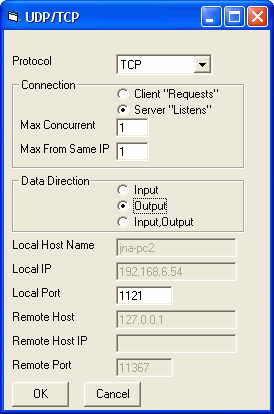 UDP/TCP
Protocol TCP
Connection
Client "Requests"
Server "Listens"
Max Concurrent 1
Max From Same IP 1
Data Direction
Input
Output
Input,Output
Local Host Name jna-pc2
Local IP 192.168.6.54
Local Port 1121
Remote Host 127.0.0.1
Remote Host IP
Remote Port 11367
OK Cancel